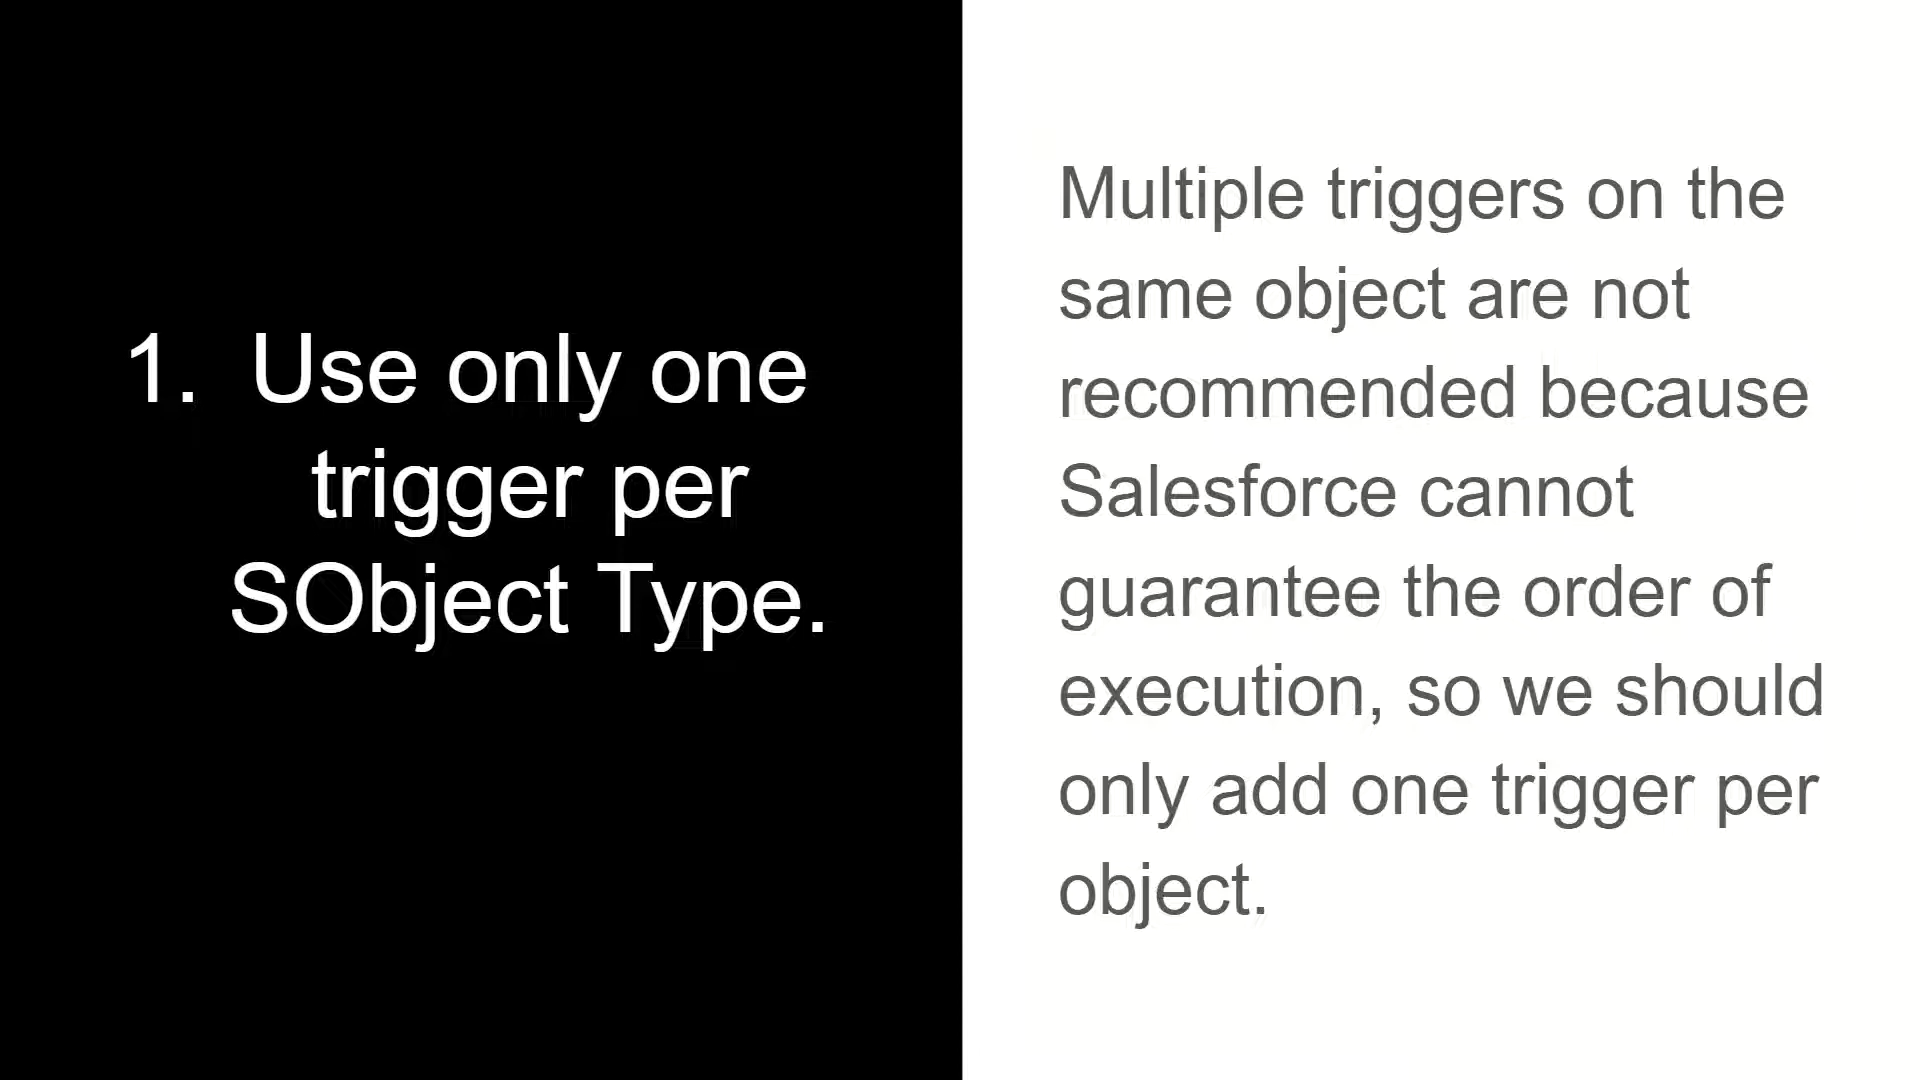 1. Use only one
trigger per
SObject Type.
Multiple triggers on the
same object are not
recommended because
Salesforce cannot
guarantee the order of
execution, so we should
only add one trigger per
object.